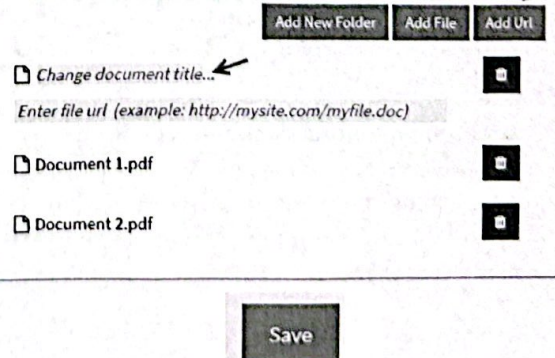 Add New Folder Add File Add Url
Change document title...
Enter file url (example: http://mysite.com/myfile.doc)
Document 1.pdf
Document 2.pdf
Save